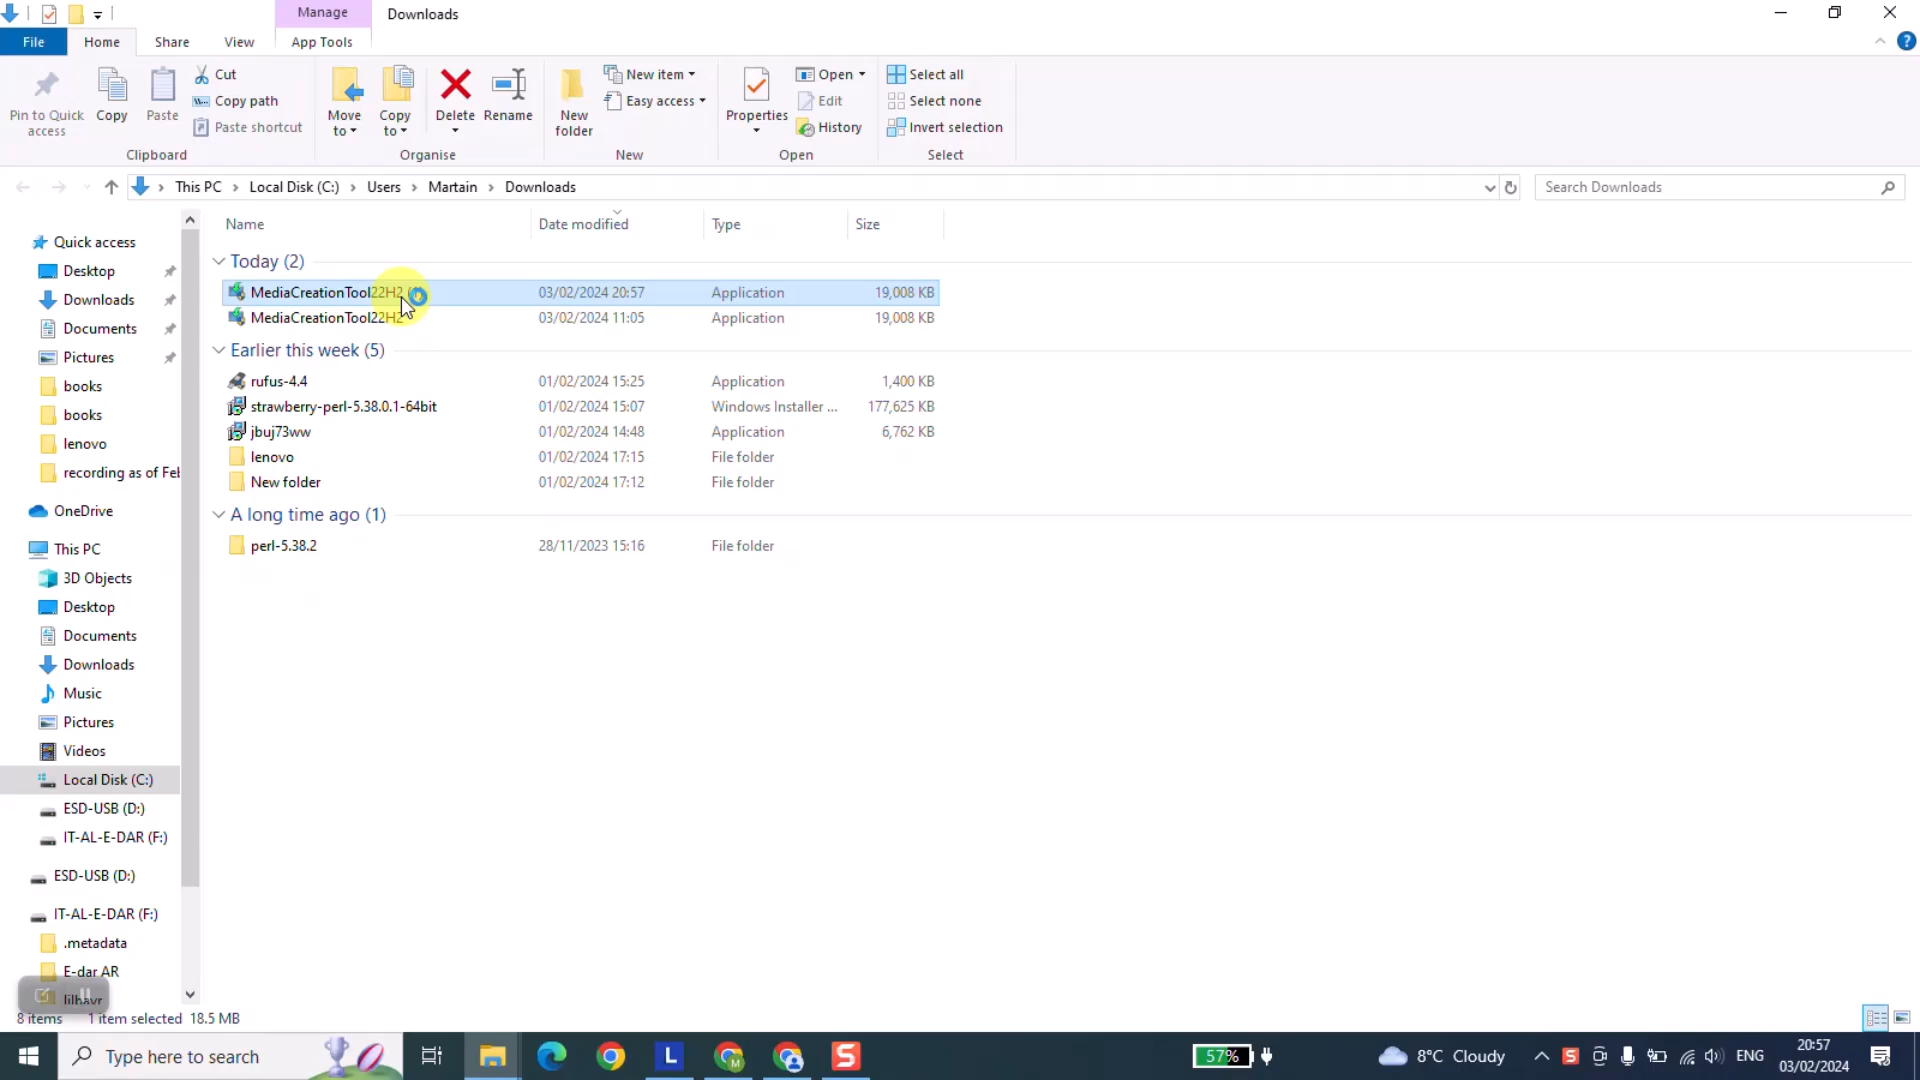 Manage
Downloads
File
Home
Share
View
App Tools
Pin to Quick access
Copy
Paste
Cut
Copy path
Paste shortcut
Clipboard
Move to
Copy to
Delete
Rename
Organise
New folder
New item
Easy access
New
Properties
Open
Edit
History
Open
Select all
Select none
Invert selection
Select
This PC
Local Disk (C:)
Users
Martain
Downloads
Search Downloads
Name
Date modified
Type
Size
Today (2)
MediaCreationTool22H2 03/02/2024 20:57 Application 19,008 KB
MediaCreationTool22H2 03/02/2024 11:05 Application 19,008 KB
Earlier this week (5)
rufus-4.4 01/02/2024 15:25 Application 1,400 KB
strawberry-perl-5.38.0.1-64bit 01/02/2024 15:07 Windows Installer ... 177,625 KB
jbuj73ww 01/02/2024 14:48 Application 6,762 KB
lenovo 01/02/2024 17:15 File folder
New folder 01/02/2024 17:12 File folder
A long time ago (1)
perl-5.38.2 28/11/2023 15:16 File folder
Quick access
Desktop
Downloads
Documents
Pictures
books
books
lenovo
recording as of Feb
OneDrive
This PC
3D Objects
Desktop
Documents
Downloads
Music
Pictures
Videos
Local Disk (C:)
ESD-USB (D:)
IT-AL-E-DAR (F:)
ESD-USB (D:)
IT-AL-E-DAR (F:)
.metadata
E-dar AR
8 items 1 item selected 18.5 MB
Type here to search
57%
8°C Cloudy
ENG
20:57
03/02/2024